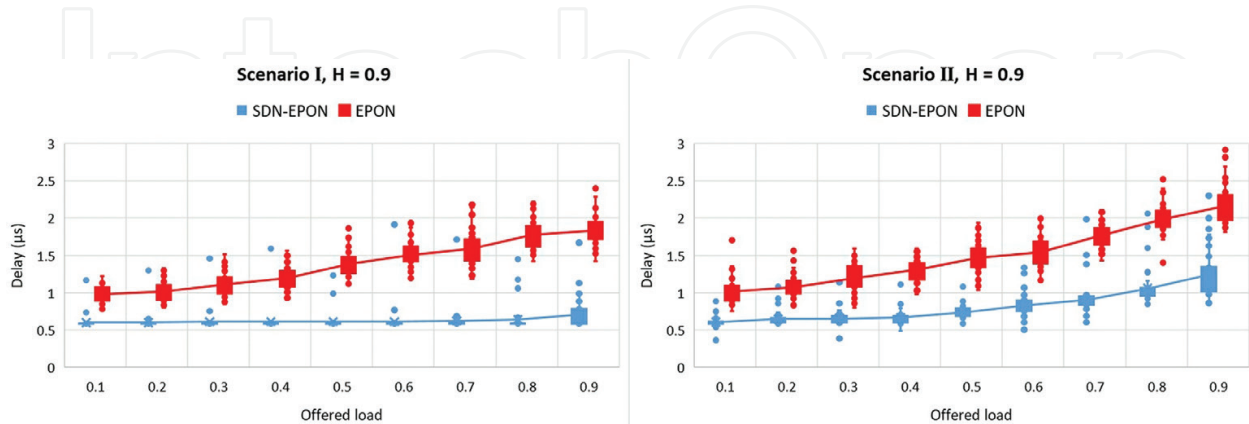 IntechOpen
Scenario I, H = 0.9
SDN-EPON EPON
3
2.5
2
1.5
1
0.5
0
Delay (µs)
0.1 0.2 0.3 0.4 0.5 0.6 0.7 0.8 0.9
Offered load
Scenario II, H = 0.9
SDN-EPON EPON
3
2.5
2
1.5
1
0.5
0
Delay (µs)
0.1 0.2 0.3 0.4 0.5 0.6 0.7 0.8 0.9
Offered load